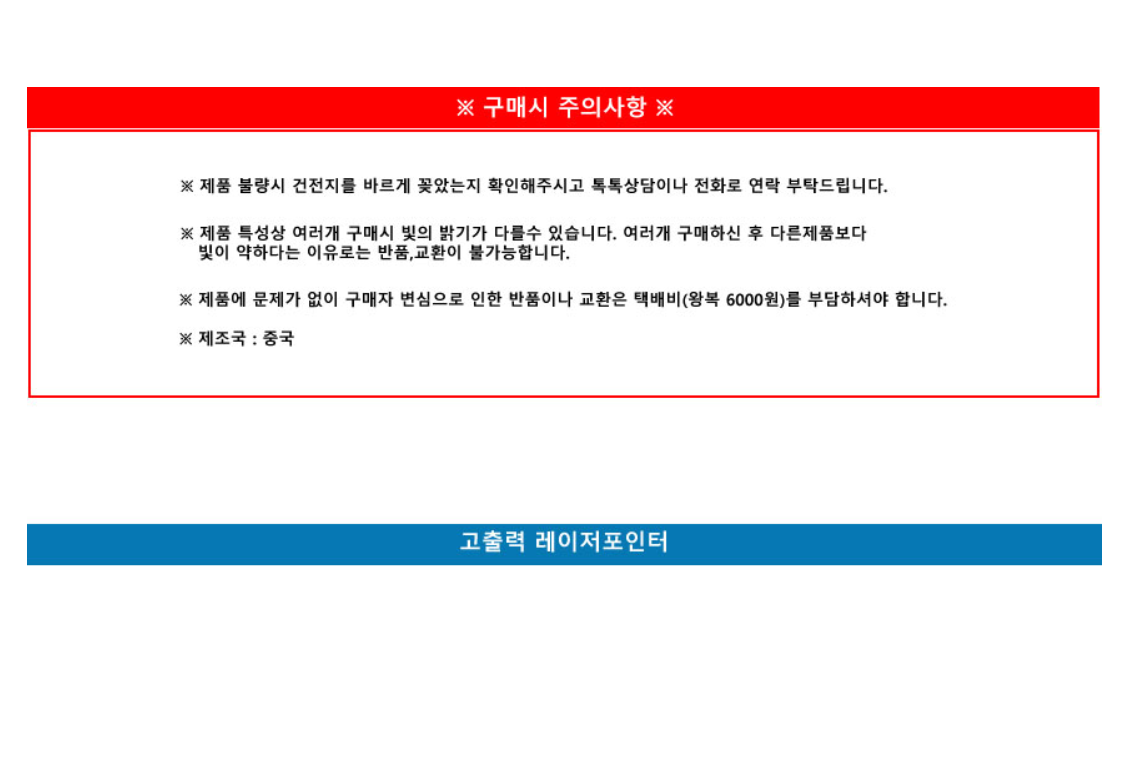 ※ 구매시 주의사항 ※
※ 제품 불량시 건전지를 바르게 꽂았는지 확인해주시고 톡톡상담이나 전화로 연락 부탁드립니다.
※ 제품 특성상 여러개 구매시 빛의 밝기가 다를수 있습니다. 여러개 구매하신 후 다른제품보다
빛이 약하다는 이유로는 반품,교환이 불가능합니다.
※ 제품에 문제가 없이 구매자 변심으로 인한 반품이나 교환은 택배비(왕복 6000원)를 부담하셔야 합니다.
※ 제조국 : 중국
고출력 레이저포인터